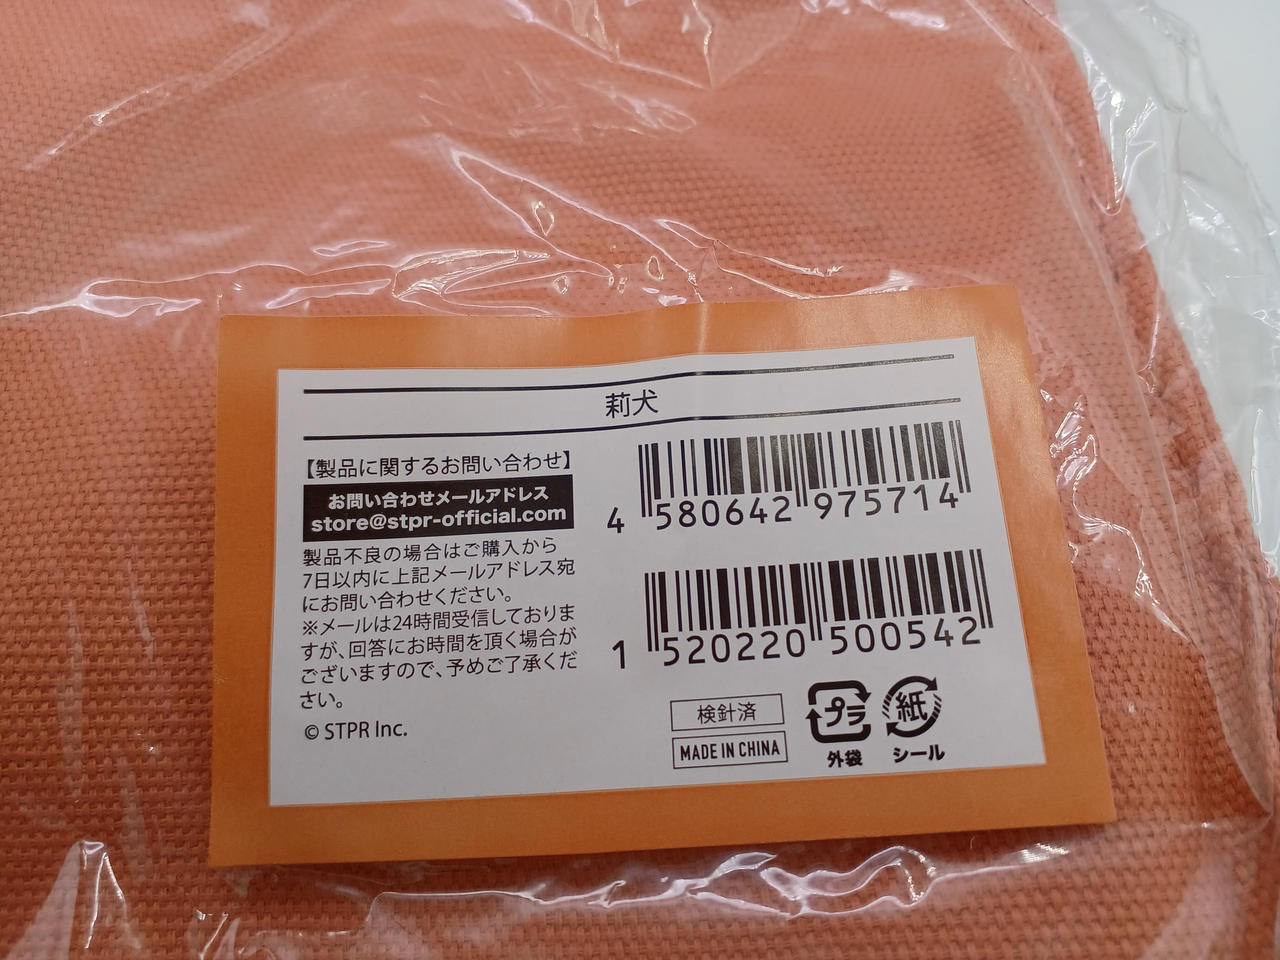 莉犬
【製品に関するお問い合わせ】
お問い合わせメールアドレス
store@stpr-official.com
製品不良の場合はご購入から
7日以内に上記メールアドレス宛
にお問い合わせください。
※メールは24時間受信しておりま
すが、回答にお時間を頂く場合が
ございますので、予めご了承くだ
さい。
© STPR Inc.
4 580642 975714
1 520220 500542
検針済
MADE IN CHINA
プラ
外袋
紙
シール